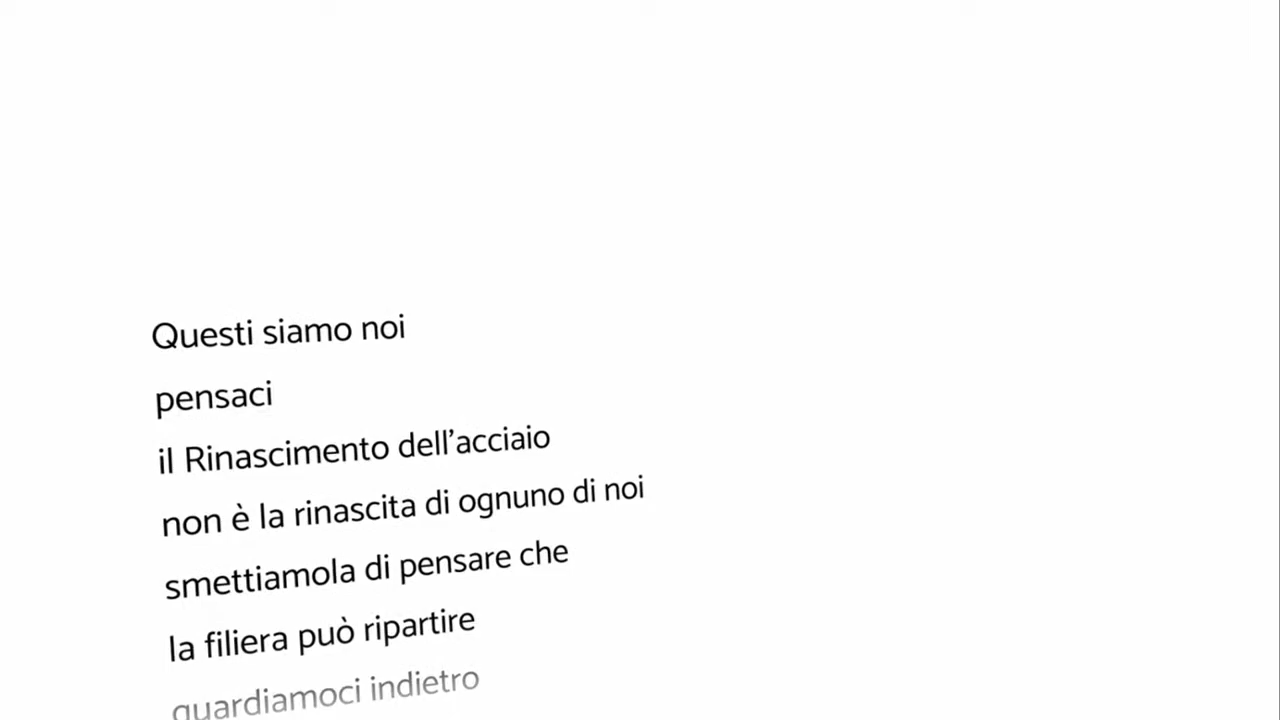 Questi siamo noi
pensaci
il Rinascimento dell'acciaio
non è la rinascita di ognuno di noi
smettiamola di pensare che
la filiera può ripartire
guardiamoci indietro